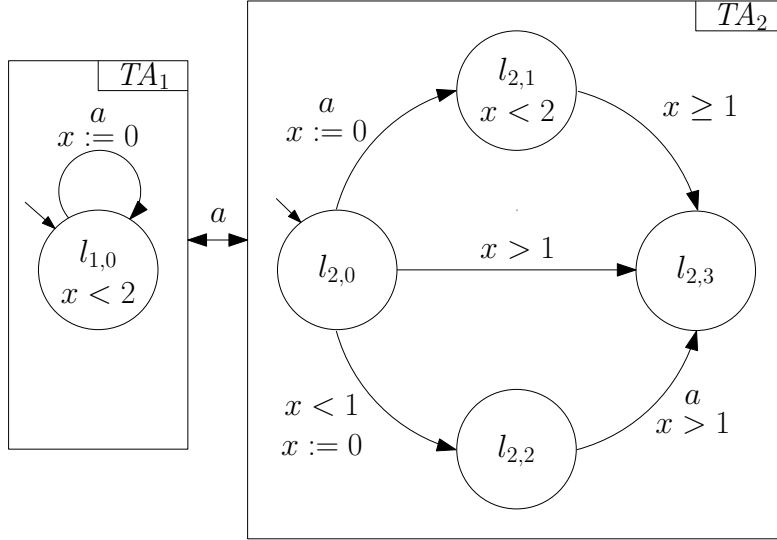 TA₁
a
x := 0
l₁,₀
x < 2
a
TA₂
l₂,₁
x < 2
a
x := 0
x ≥ 1
l₂,₀
x > 1
l₂,₃
x < 1
x := 0
l₂,₂
a
x > 1